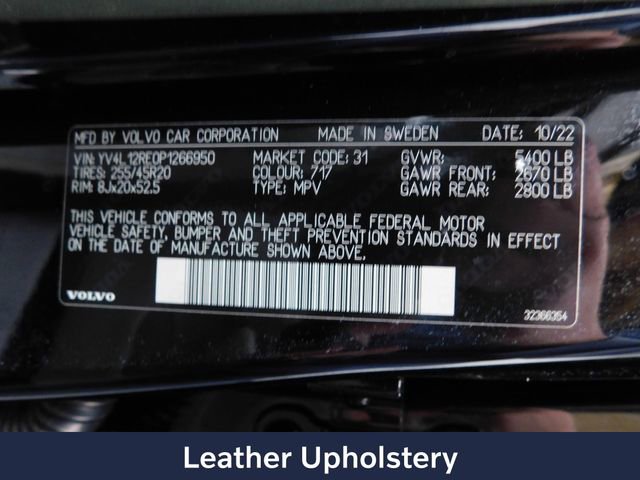 MFD BY VOLVO CAR CORPORATION MADE IN SWEDEN DATE: 10/22
VIN: YV4L12RE0P1266950 MARKET CODE: 31 GVWR: 5400 LB
TIRES: 255/45R20 COLOUR: 717 GAWR FRONT: 2670 LB
RIM: 8Jx20x52.5 TYPE: MPV GAWR REAR: 2800 LB
THIS VEHICLE CONFORMS TO ALL APPLICABLE FEDERAL MOTOR
VEHICLE SAFETY, BUMPER AND THEFT PREVENTION STANDARDS IN EFFECT
ON THE DATE OF MANUFACTURE SHOWN ABOVE.
VOLVO
32366354
Leather Upholstery